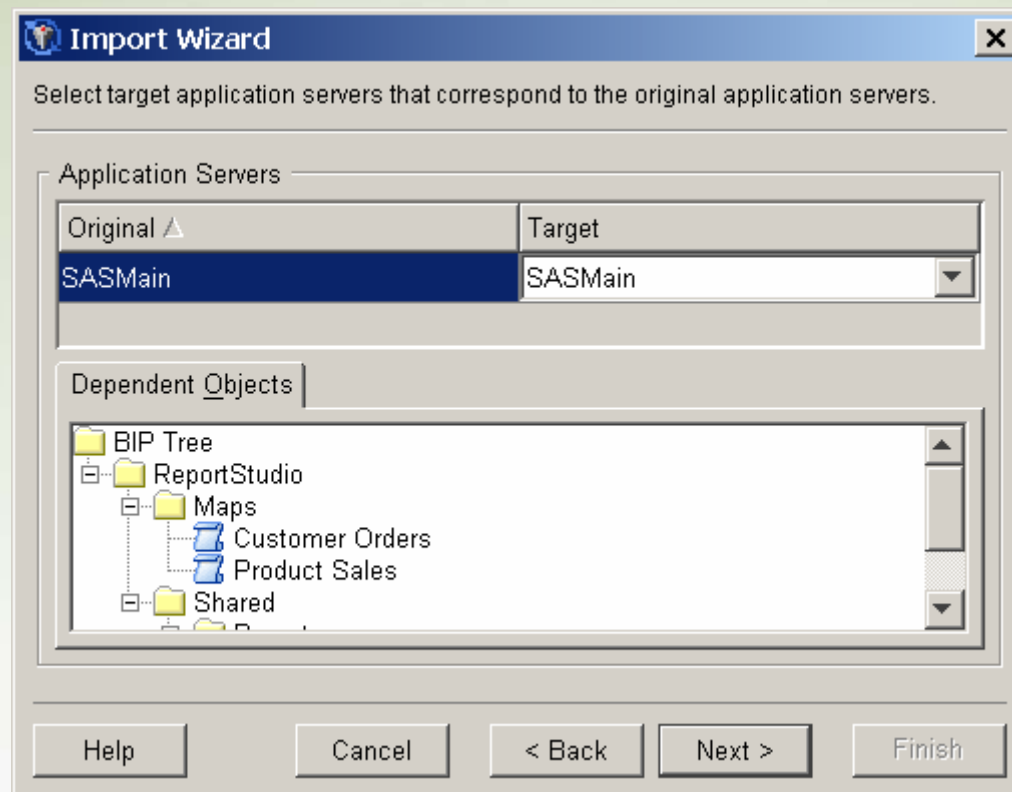 Import Wizard
Select target application servers that correspond to the original application servers.
Application Servers
Original Target
SASMain SASMain
Dependent Objects
BIP Tree
ReportStudio
Maps
Customer Orders
Product Sales
Shared
Help Cancel < Back Next > Finish